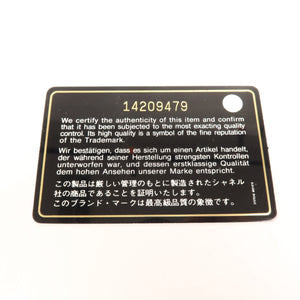 14209479
We certify the authenticity of this item and confirm
that it has been subjected to the most exacting quality
control. Its high quality is a symbol of the fine reputation
of the Trademark.
Wir bestätigen, dass es sich um einen Artikel handelt,
der während seiner Herstellung strengsten Kontrollen
unterworfen war, und dessen erstklassige Qualität
dem hohen Ansehen unserer Marke entspricht.
この製品は厳しい管理のもとに製造されたシャネル
社の商品であることを証明いたします。
このブランド・マークは最高級品質の象徴です。